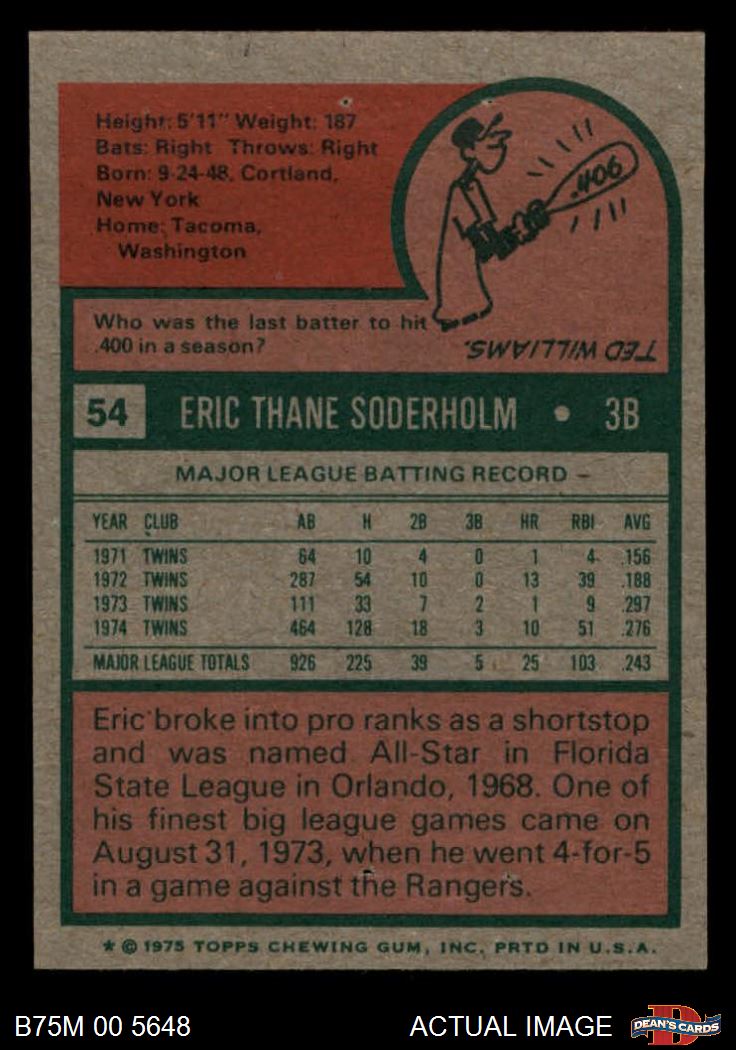 Height: 5'11" Weight: 187
Bats: Right Throws: Right
Born: 9-24-48, Cortland,
New York
Home: Tacoma,
Washington
.406
Who was the last batter to hit
.400 in a season?
TED WILLIAMS.
54 ERIC THANE SODERHOLM • 3B
MAJOR LEAGUE BATTING RECORD –
YEAR CLUB AB H 2B 3B HR RBI AVG
1971 TWINS 64 10 4 0 1 4 .156
1972 TWINS 287 54 10 0 13 39 .188
1973 TWINS 111 33 7 2 1 9 .297
1974 TWINS 464 128 18 3 10 51 .276
MAJOR LEAGUE TOTALS 926 225 39 5 25 103 .243
Eric broke into pro ranks as a shortstop
and was named All-Star in Florida
State League in Orlando, 1968. One of
his finest big league games came on
August 31, 1973, when he went 4-for-5
in a game against the Rangers.
* © 1975 TOPPS CHEWING GUM, INC. PRTD IN U.S.A.
B75M 00 5648 ACTUAL IMAGE DEAN'S CARDS